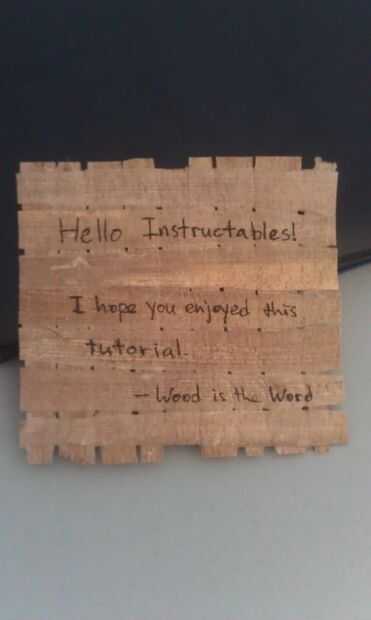 Hello Instructables!
I hope you enjoyed this
tutorial.
- Wood is the Word